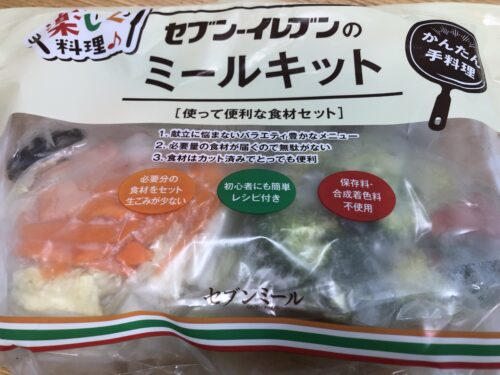 楽しく
料理♪
セブン-イレブンの
ミールキット
かんたん
手料理
[使って便利な食材セット]
1. 献立に悩まないバラエティ豊かなメニュー
2. 必要量の食材が届くので無駄がない
3. 食材はカット済みでとっても便利
必要分の
食材をセット
生ごみが少ない
初心者にも簡単
レシピ付き
保存料・
合成着色料
不使用
セブンミール